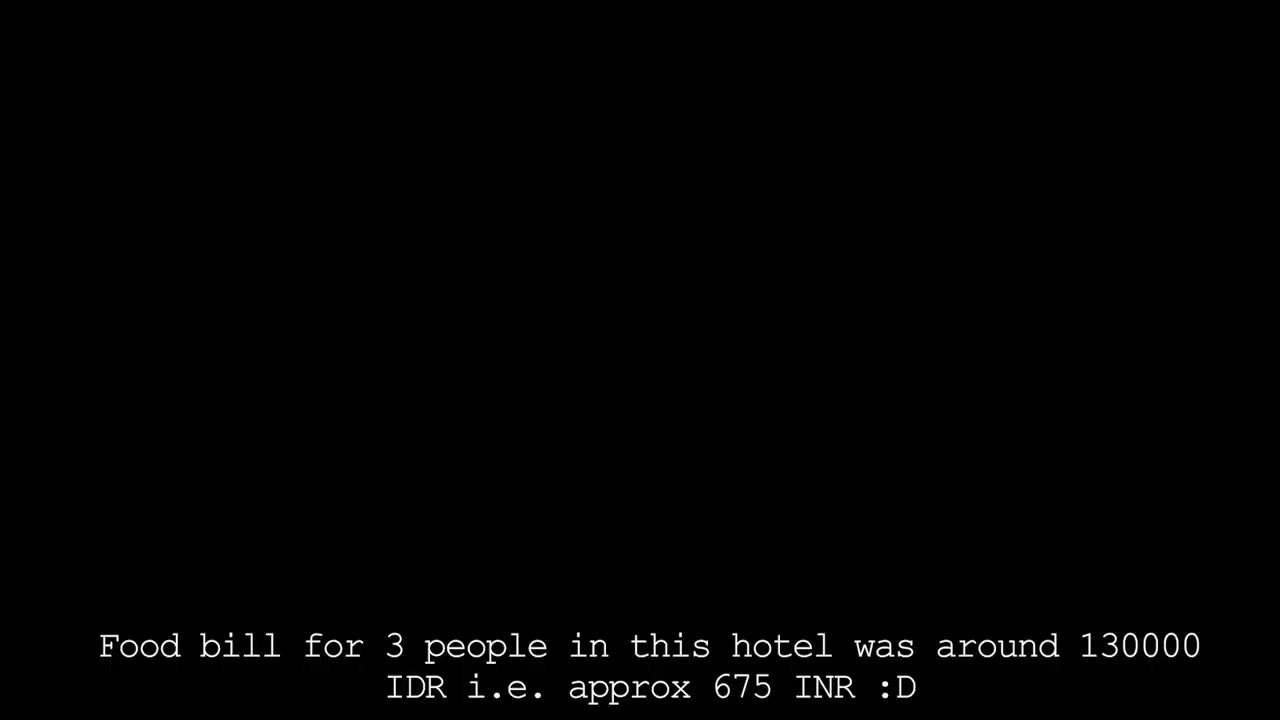 Food bill for 3 people in this hotel was around 130000
IDR i.e. approx 675 INR :D